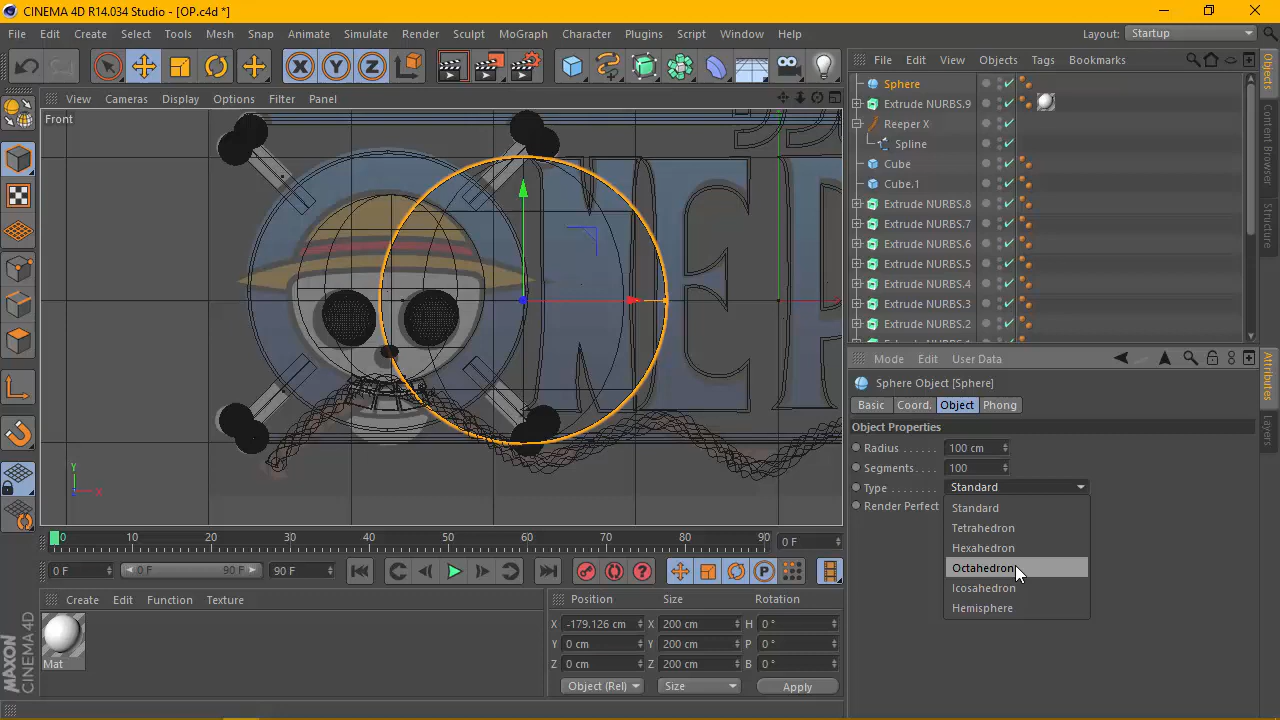 CINEMA 4D R14.034 Studio - [OP.c4d *]
File Edit Create Select Tools Mesh Snap Animate Simulate Render Sculpt MoGraph Character Plugins Script Window Help Layout: Startup
X Y Z
View Cameras Display Options Filter Panel
Front
Y
X
NEP
File Edit View Objects Tags Bookmarks
Sphere
Extrude NURBS.9
Reeper X
Spline
Cube
Cube.1
Extrude NURBS.8
Extrude NURBS.7
Extrude NURBS.6
Extrude NURBS.5
Extrude NURBS.4
Extrude NURBS.3
Extrude NURBS.2
Objects
Content Browser
Structure
Mode Edit User Data
Sphere Object [Sphere]
Basic Coord. Object Phong
Object Properties
Radius . . . . . . 100 cm
Segments. . . . 100
Type . . . . . . . . Standard
Render Perfect
Standard
Tetrahedron
Hexahedron
Octahedron
Icosahedron
Hemisphere
Attributes
Layers
0 10 20 30 40 50 60 70 80 90 0 F
0 F 0 F 90 F 90 F
P
Create Edit Function Texture
Mat
MAXON
CINEMA 4D
Position Size Rotation
X -179.126 cm X 200 cm H 0 °
Y 0 cm Y 200 cm P 0 °
Z 0 cm Z 200 cm B 0 °
Object (Rel) Size Apply